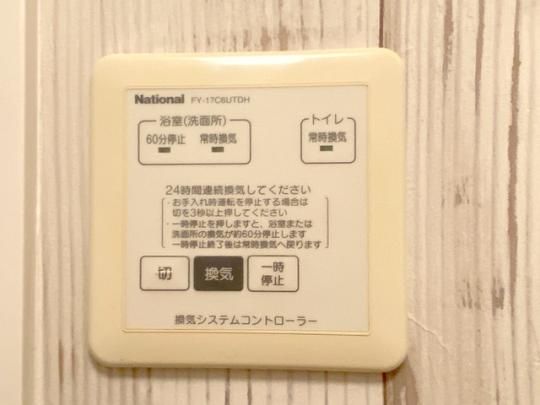 National FY-17C6UTDH
浴室(洗面所)
60分停止 常時換気
トイレ
常時換気
24時間連続換気してください
・お手入れ時運転を停止する場合は
切を3秒以上押してください
・一時停止を押しますと、浴室または
洗面所の換気が約60分停止します
一時停止終了後は常時換気へ戻ります
切
換気
一時
停止
換気システムコントローラー